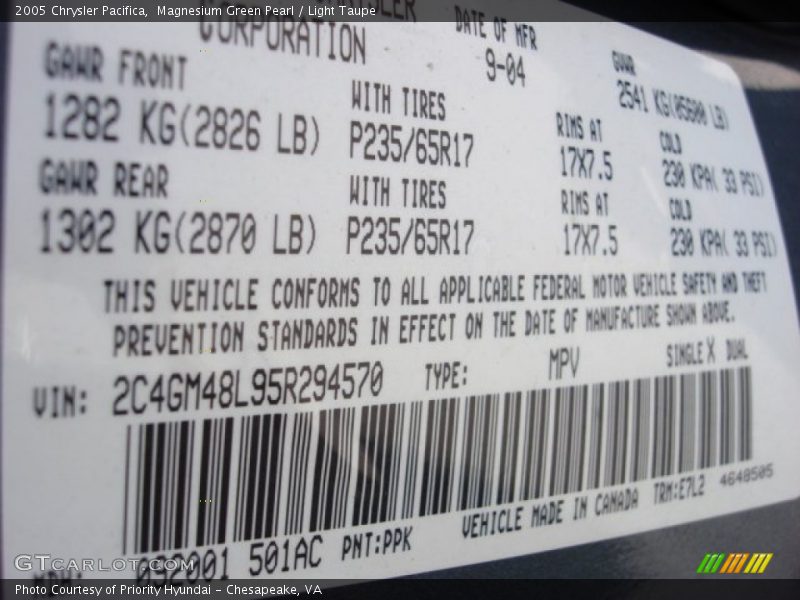 2005 Chrysler Pacifica, Magnesium Green Pearl / Light Taupe
CORPORATION
DATE OF MFR
9-04
GVWR
2541 KG(05600 LB)
GAWR FRONT
WITH TIRES
RIMS AT
COLD
1282 KG(2826 LB)
P235/65R17
17X7.5
230 KPA( 33 PSI)
GAWR REAR
WITH TIRES
RIMS AT
COLD
1302 KG(2870 LB)
P235/65R17
17X7.5
230 KPA( 33 PSI)
THIS VEHICLE CONFORMS TO ALL APPLICABLE FEDERAL MOTOR VEHICLE SAFETY AND THEFT
PREVENTION STANDARDS IN EFFECT ON THE DATE OF MANUFACTURE SHOWN ABOVE.
VIN: 2C4GM48L95R294570 TYPE: MPV SINGLE X DUAL
092001 501AC PNT:PPK VEHICLE MADE IN CANADA TRM:E7L2 4648505
GTCARLOT.COM
Photo Courtesy of Priority Hyundai - Chesapeake, VA